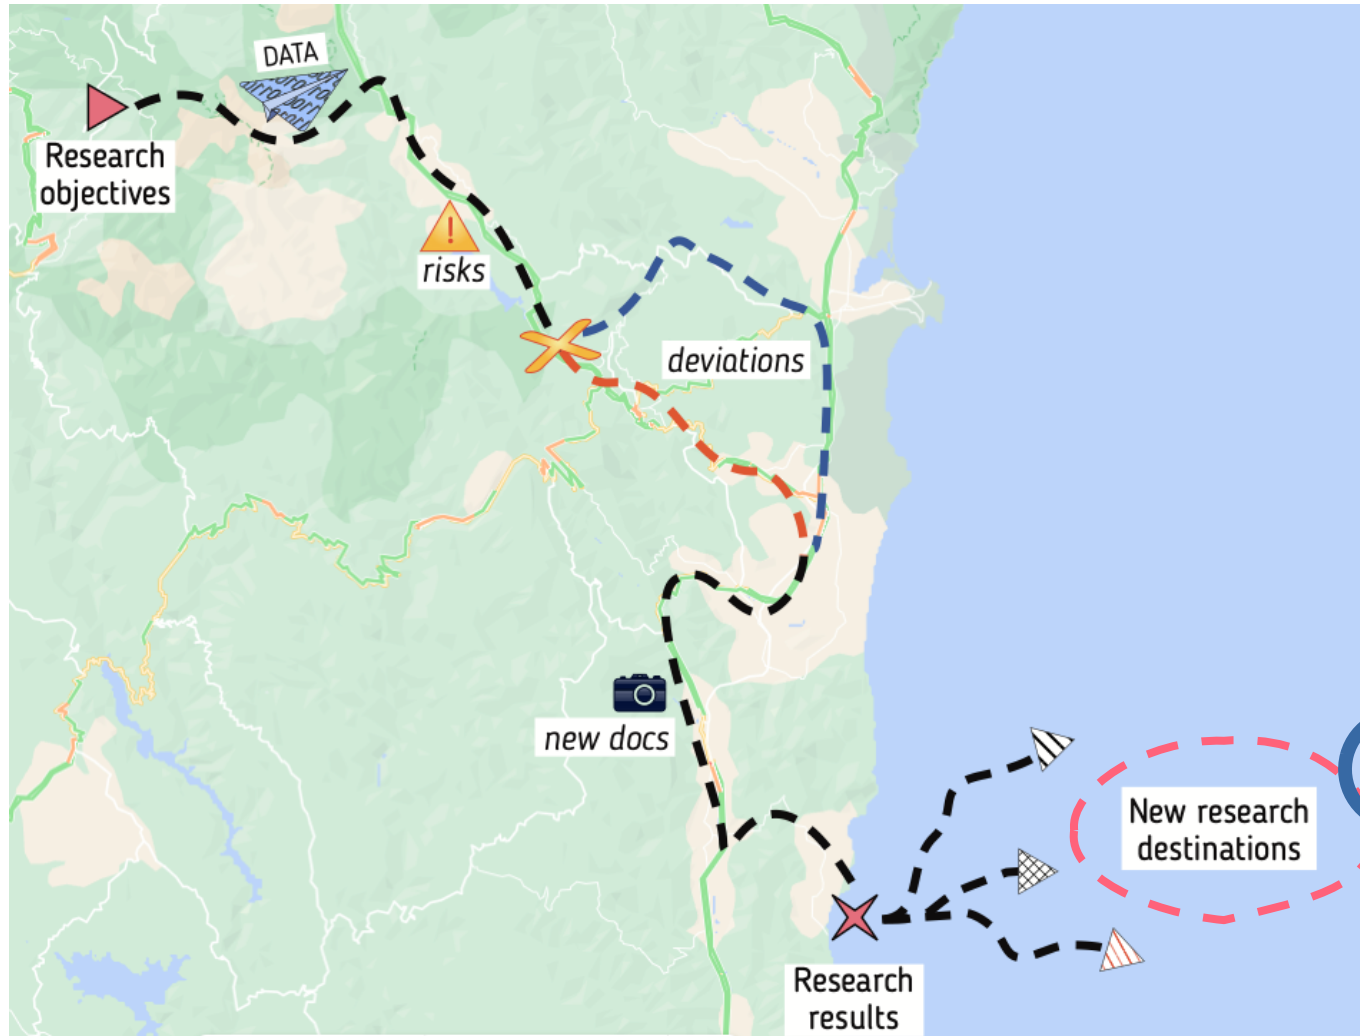 DATA
Research
objectives
!
risks
deviations
new docs
New research
destinations
Research
results